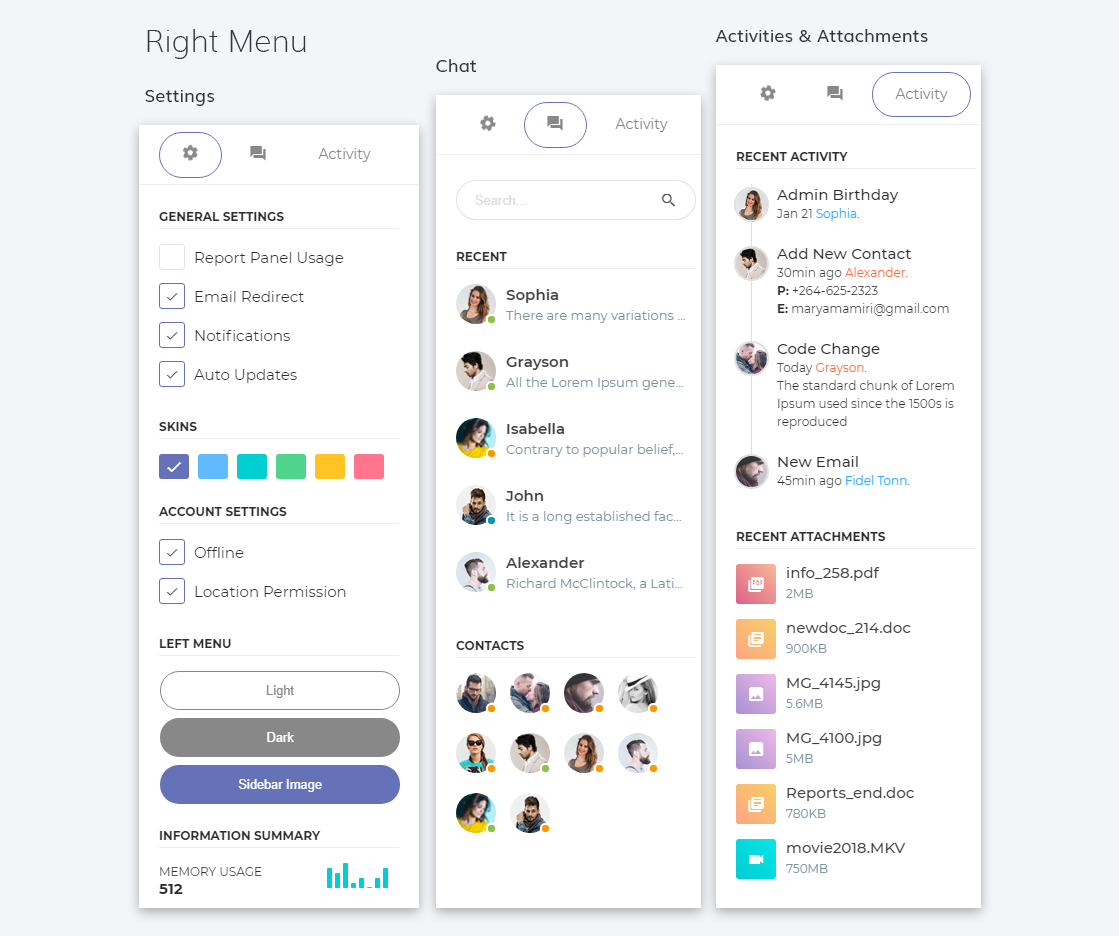 Right Menu
Settings
Activity
GENERAL SETTINGS
Report Panel Usage
Email Redirect
Notifications
Auto Updates
SKINS
ACCOUNT SETTINGS
Offline
Location Permission
LEFT MENU
Light
Dark
Sidebar Image
INFORMATION SUMMARY
MEMORY USAGE
512
Chat
Activity
Search...
RECENT
Sophia
There are many variations ...
Grayson
All the Lorem Ipsum gene...
Isabella
Contrary to popular belief,...
John
It is a long established fac...
Alexander
Richard McClintock, a Lati...
CONTACTS
Activities & Attachments
Activity
RECENT ACTIVITY
Admin Birthday
Jan 21 Sophia.
Add New Contact
30min ago Alexander.
P: +264-625-2323
E: maryamamiri@gmail.com
Code Change
Today Grayson.
The standard chunk of Lorem
Ipsum used since the 1500s is
reproduced
New Email
45min ago Fidel Tonn.
RECENT ATTACHMENTS
info_258.pdf
2MB
newdoc_214.doc
900KB
MG_4145.jpg
5.6MB
MG_4100.jpg
5MB
Reports_end.doc
780KB
movie2018.MKV
750MB